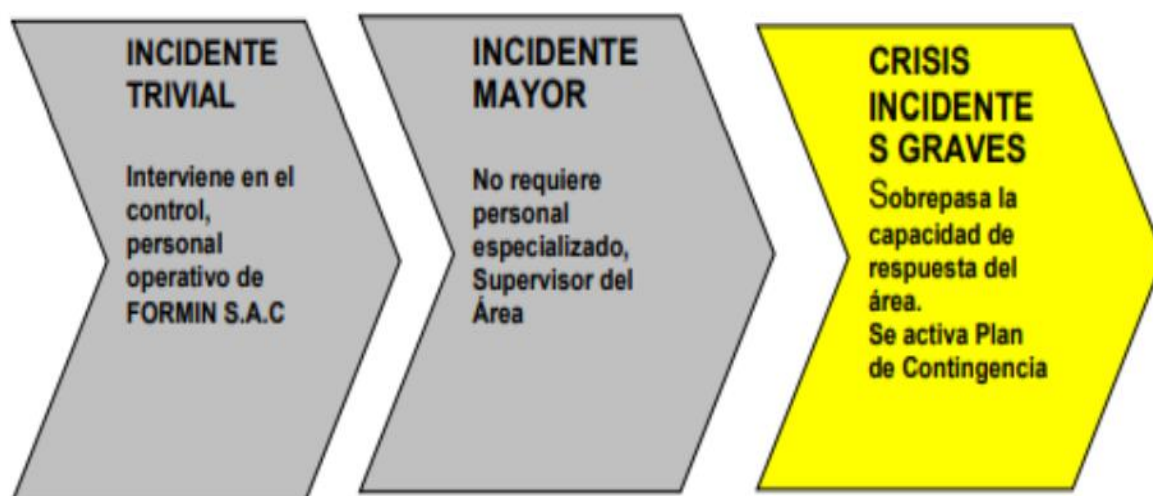 INCIDENTE
TRIVIAL
Interviene en el
control,
personal
operativo de
FORMIN S.A.C
INCIDENTE
MAYOR
No requiere
personal
especializado,
Supervisor del
Área
CRISIS
INCIDENTE
S GRAVES
Sobrepasa la
capacidad de
respuesta del
área.
Se activa Plan
de Contingencia